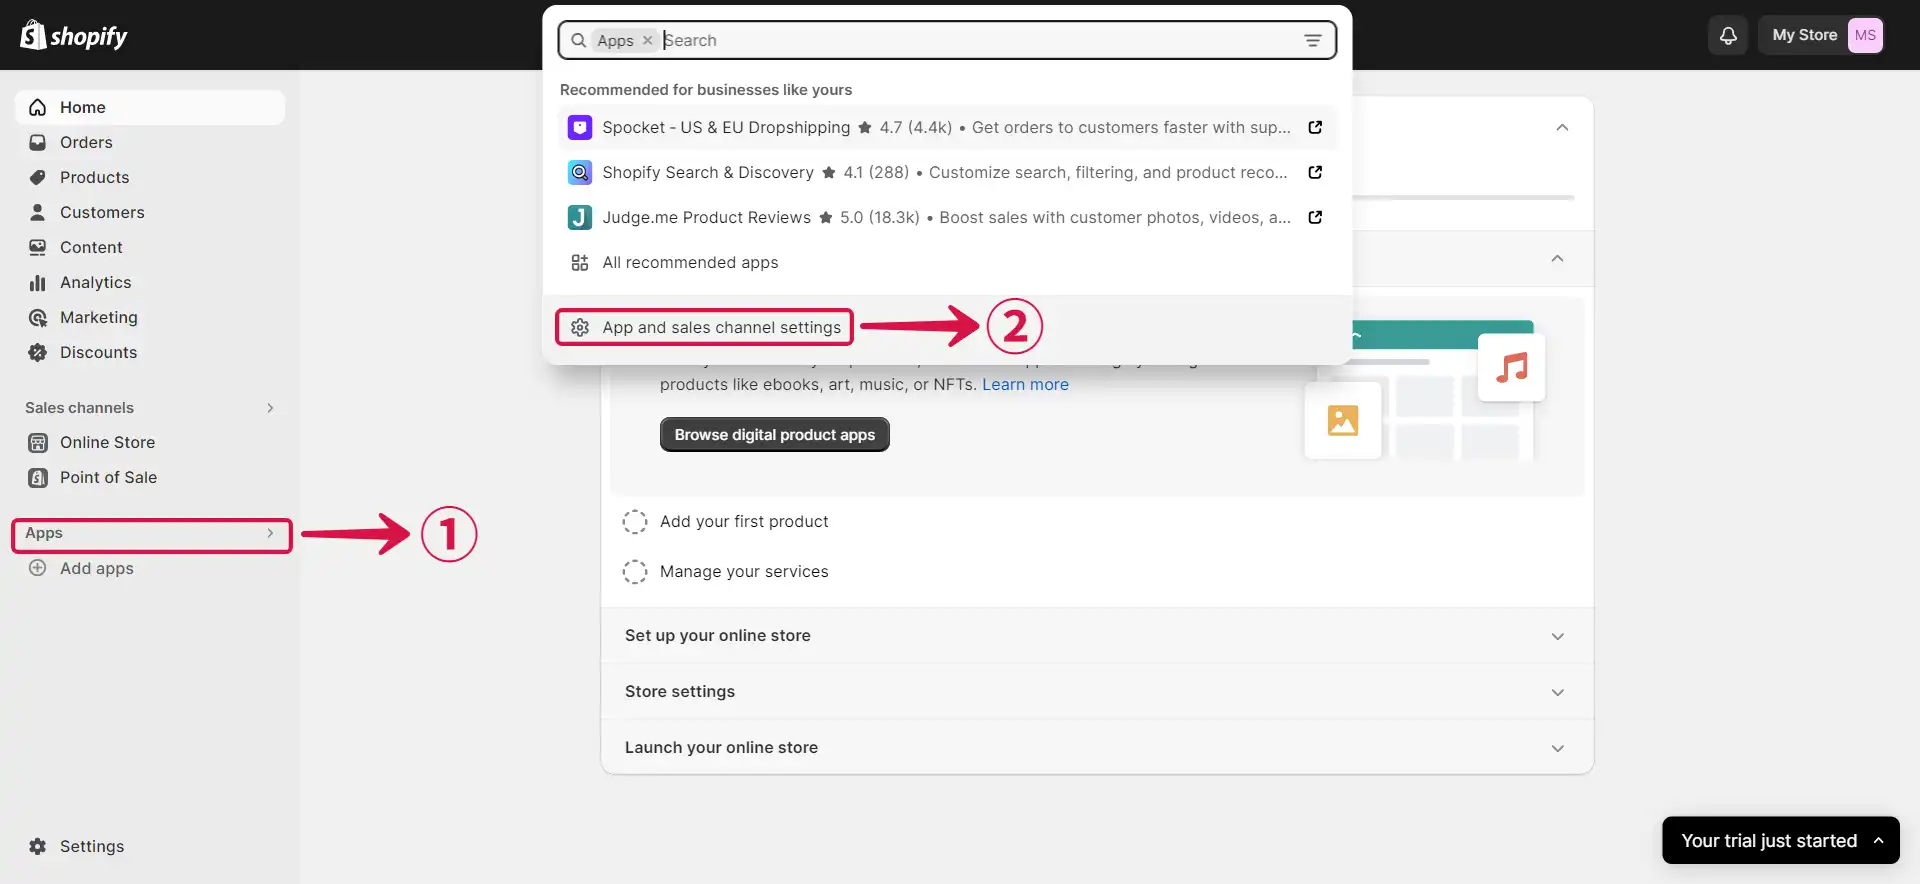 shopify
Apps × Search
My Store MS
Home
Orders
Products
Customers
Content
Analytics
Marketing
Discounts
Sales channels
Online Store
Point of Sale
Apps
1
Add apps
Settings
Recommended for businesses like yours
Spocket - US & EU Dropshipping ★ 4.7 (4.4k) • Get orders to customers faster with sup...
Shopify Search & Discovery ★ 4.1 (288) • Customize search, filtering, and product reco...
Judge.me Product Reviews ★ 5.0 (18.3k) • Boost sales with customer photos, videos, a...
All recommended apps
App and sales channel settings
2
products like ebooks, art, music, or NFTs. Learn more
Browse digital product apps
Add your first product
Manage your services
Set up your online store
Store settings
Launch your online store
Your trial just started